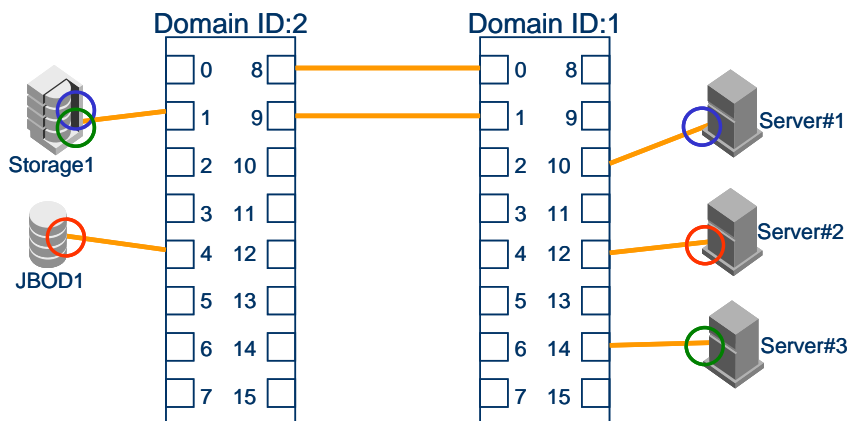 Domain ID:2 Domain ID:1
0 8 0 8
1 9 1 9 Server#1
Storage1 2 10 2 10
3 11 3 11
JBOD1 4 12 4 12 Server#2
5 13 5 13
6 14 6 14 Server#3
7 15 7 15